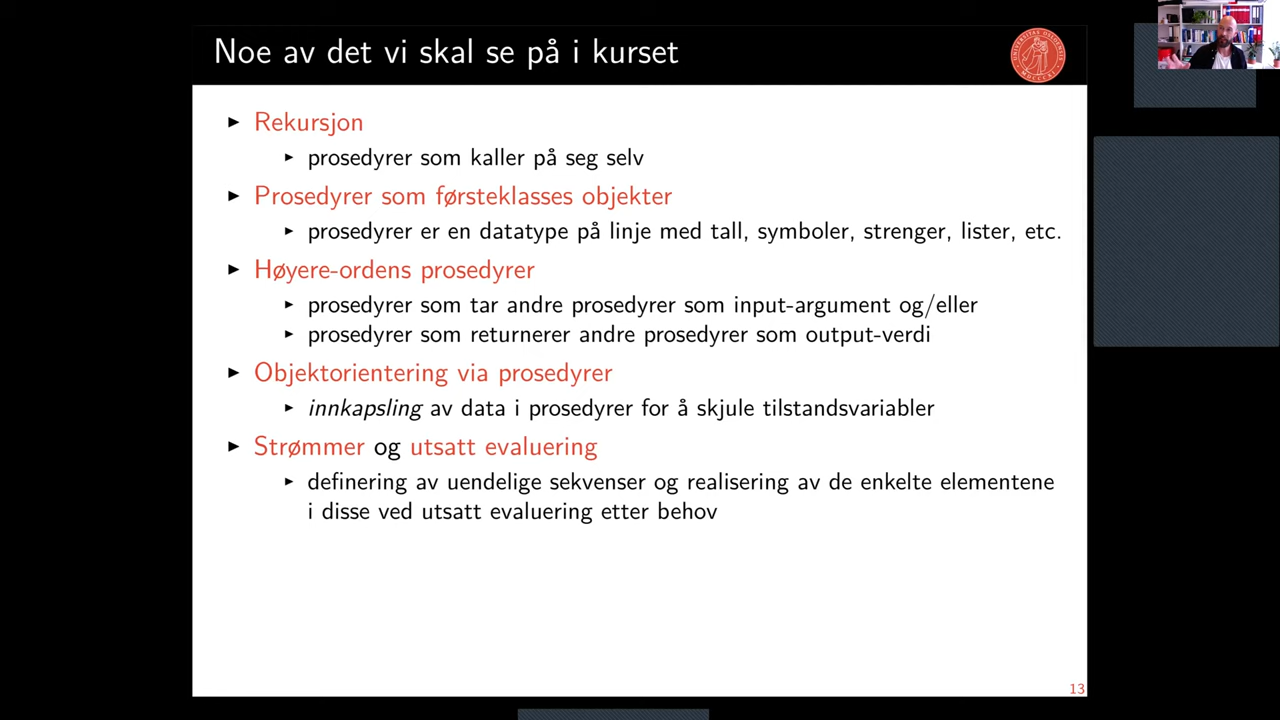 Noe av det vi skal se på i kurset
UNIVERSITAS OSLOENSIS
MDCCCXI
Rekursjon
prosedyrer som kaller på seg selv
Prosedyrer som førsteklasses objekter
prosedyrer er en datatype på linje med tall, symboler, strenger, lister, etc.
Høyere-ordens prosedyrer
prosedyrer som tar andre prosedyrer som input-argument og/eller
prosedyrer som returnerer andre prosedyrer som output-verdi
Objektorientering via prosedyrer
innkapsling av data i prosedyrer for å skjule tilstandsvariabler
Strømmer og utsatt evaluering
definering av uendelige sekvenser og realisering av de enkelte elementene
i disse ved utsatt evaluering etter behov
13